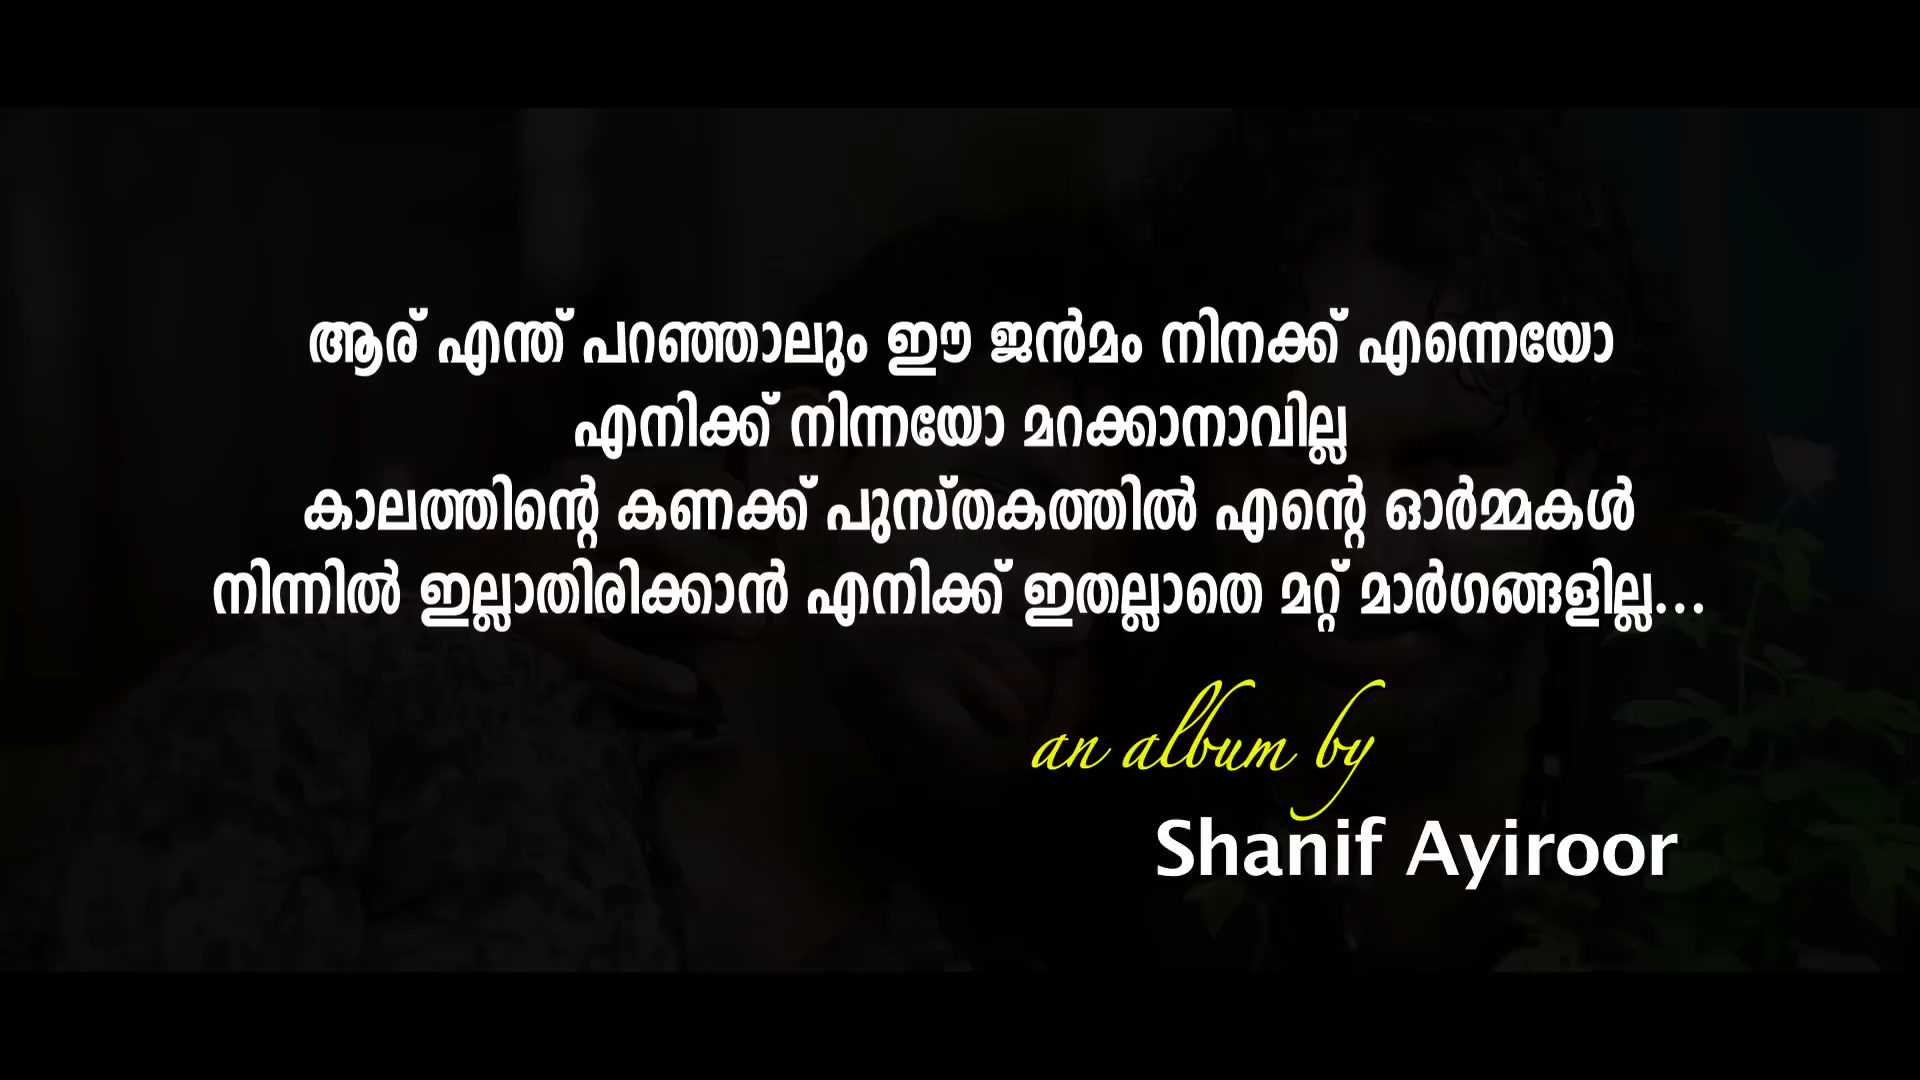 ആര് എന്ത് പറഞ്ഞാലും ഈ ജൻമം നിനക്ക് എന്നെയോ
എനിക്ക് നിന്നയോ മറക്കാനാവില്ല
കാലത്തിന്റെ കണക്ക് പുസ്തകത്തിൽ എന്റെ ഓർമ്മകൾ
നിന്നിൽ ഇല്ലാതിരിക്കാൻ എനിക്ക് ഇതല്ലാതെ മറ്റ് മാർഗങ്ങളില്ല...
an album by
Shanif Ayiroor